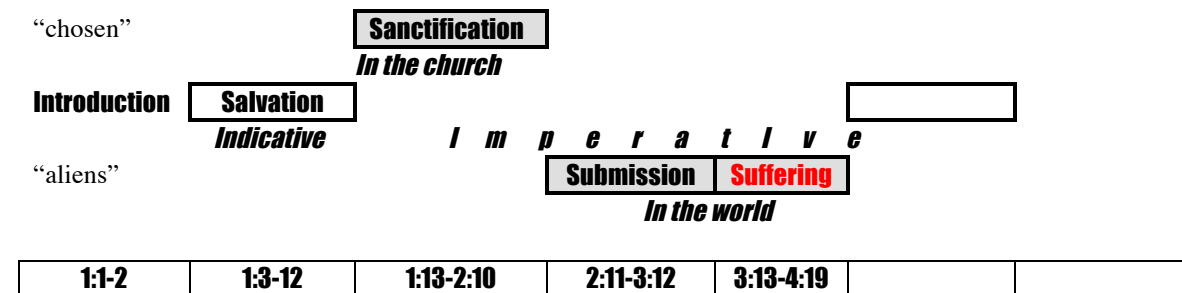 “chosen” Sanctification
In the church
Introduction Salvation
Indicative I m p e r a t I v e
“aliens” Submission Suffering
In the world
1:1-2 1:3-12 1:13-2:10 2:11-3:12 3:13-4:19